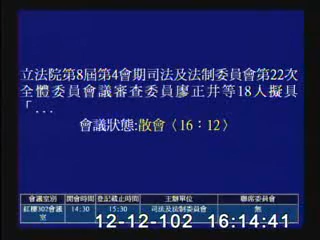 立法院第8屆第4會期司法及法制委員會第22次
全體委員會議審查委員廖正井等18人擬具
「...
會議狀態:散會〈16:12〉
會議室別 開會時間 登記截止時間 主辦單位 聯席委員會
紅樓302會議室 14:30 15:30 司法及法制委員會 無
12-12-102 16:14:41